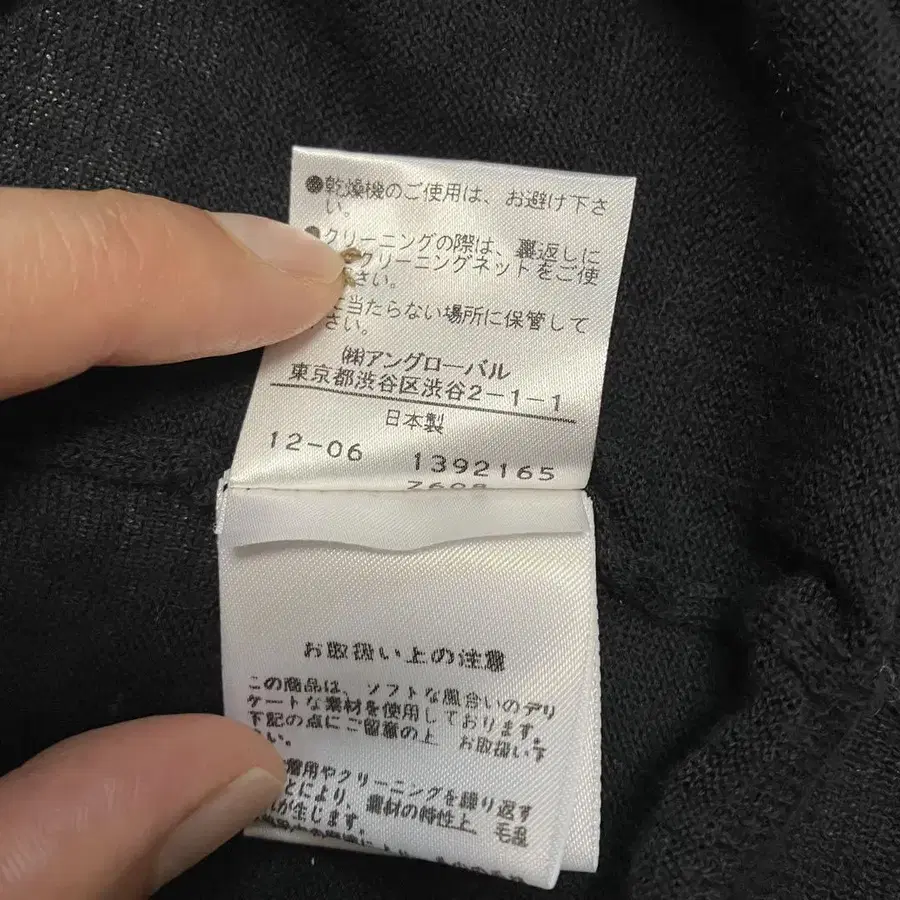 ●乾燥機のご使用は、お避け下さ
い。
●クリーニングの際は、裏返しに
クリーニングネットをご使
さい。
に当たらない場所に保管して
さい。
㈱アングローバル
東京都渋谷区渋谷2-1-1
日本製
12-06 1392165
お取扱い上の注意
この商品は、ソフトな風合いのデリ
ケートな素材を使用しております。
下記の点にご留意の上 お取扱い下
い。
着用やクリーニングを繰り返す
とにより、素材の特性上、毛玉
が生じます。